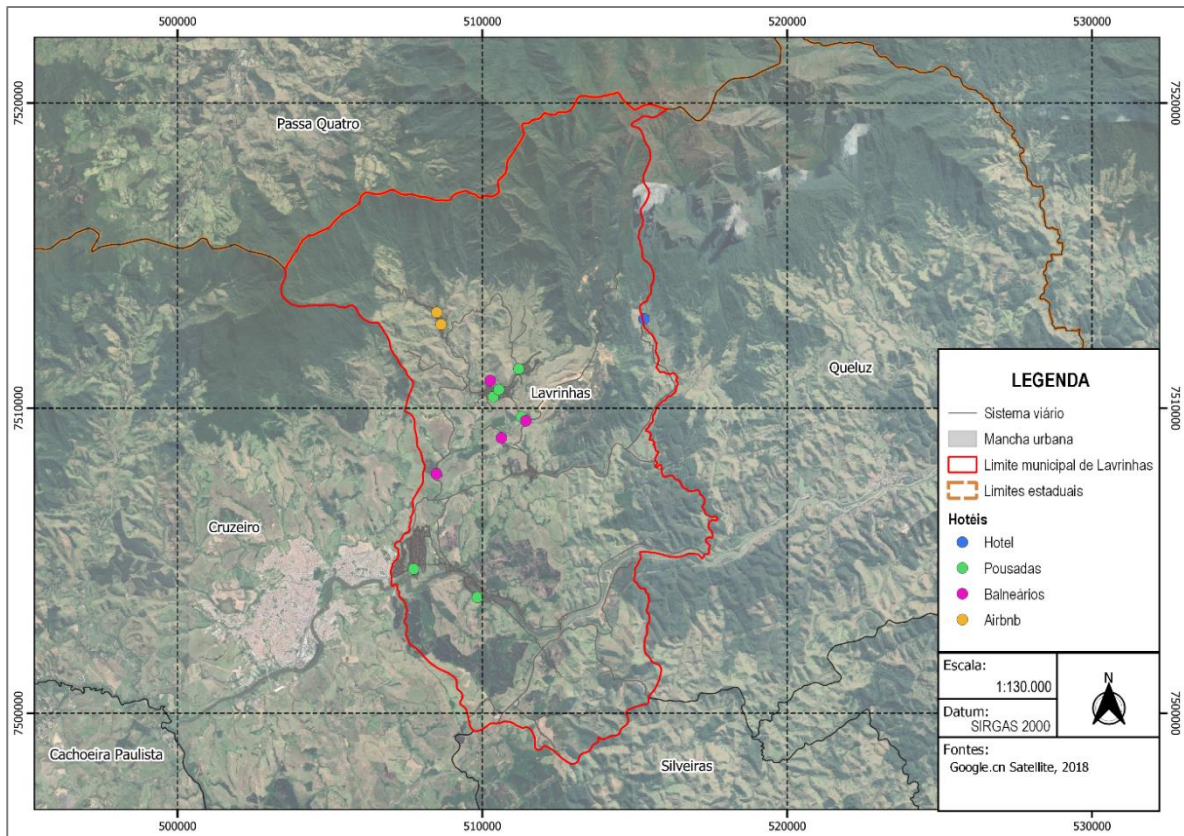 500000
510000
520000
530000
7520000
7520000
Passa Quatro
Queluz
Lavrinhas
7510000
7510000
Cruzeiro
7500000
7500000
Cachoeira Paulista
Silveiras
LEGENDA
Sistema viário
Mancha urbana
Limite municipal de Lavrinhas
Limites estaduais
Hotéis
Hotel
Pousadas
Balneários
Airbnb
Escala:
1:130.000
N
Datum:
SIRGAS 2000
Fontes:
Google.cn Satellite, 2018
500000
510000
520000
530000